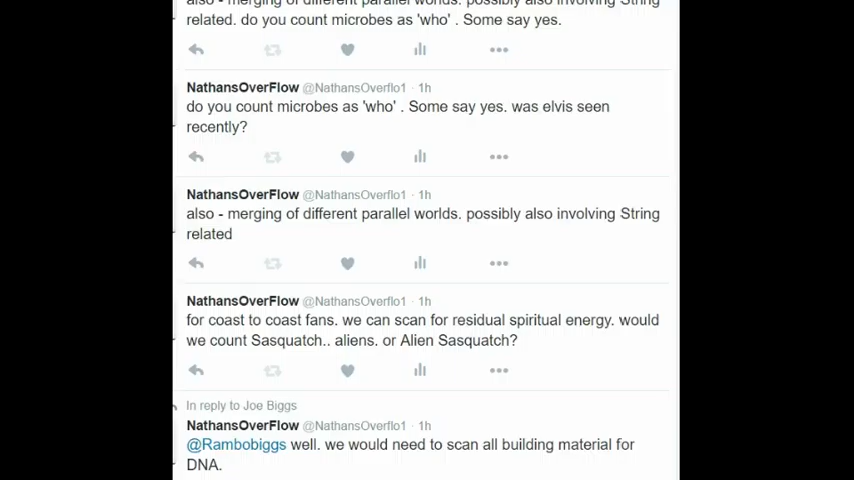 also - merging of different parallel worlds. possibly also involving String
related. do you count microbes as 'who' . Some say yes.
NathansOverFlow @NathansOverflo1 · 1h
do you count microbes as 'who' . Some say yes. was elvis seen
recently?
NathansOverFlow @NathansOverflo1 · 1h
also - merging of different parallel worlds. possibly also involving String
related
NathansOverFlow @NathansOverflo1 · 1h
for coast to coast fans. we can scan for residual spiritual energy. would
we count Sasquatch.. aliens. or Alien Sasquatch?
In reply to Joe Biggs
NathansOverFlow @NathansOverflo1 · 1h
@Rambobiggs well. we would need to scan all building material for
DNA.